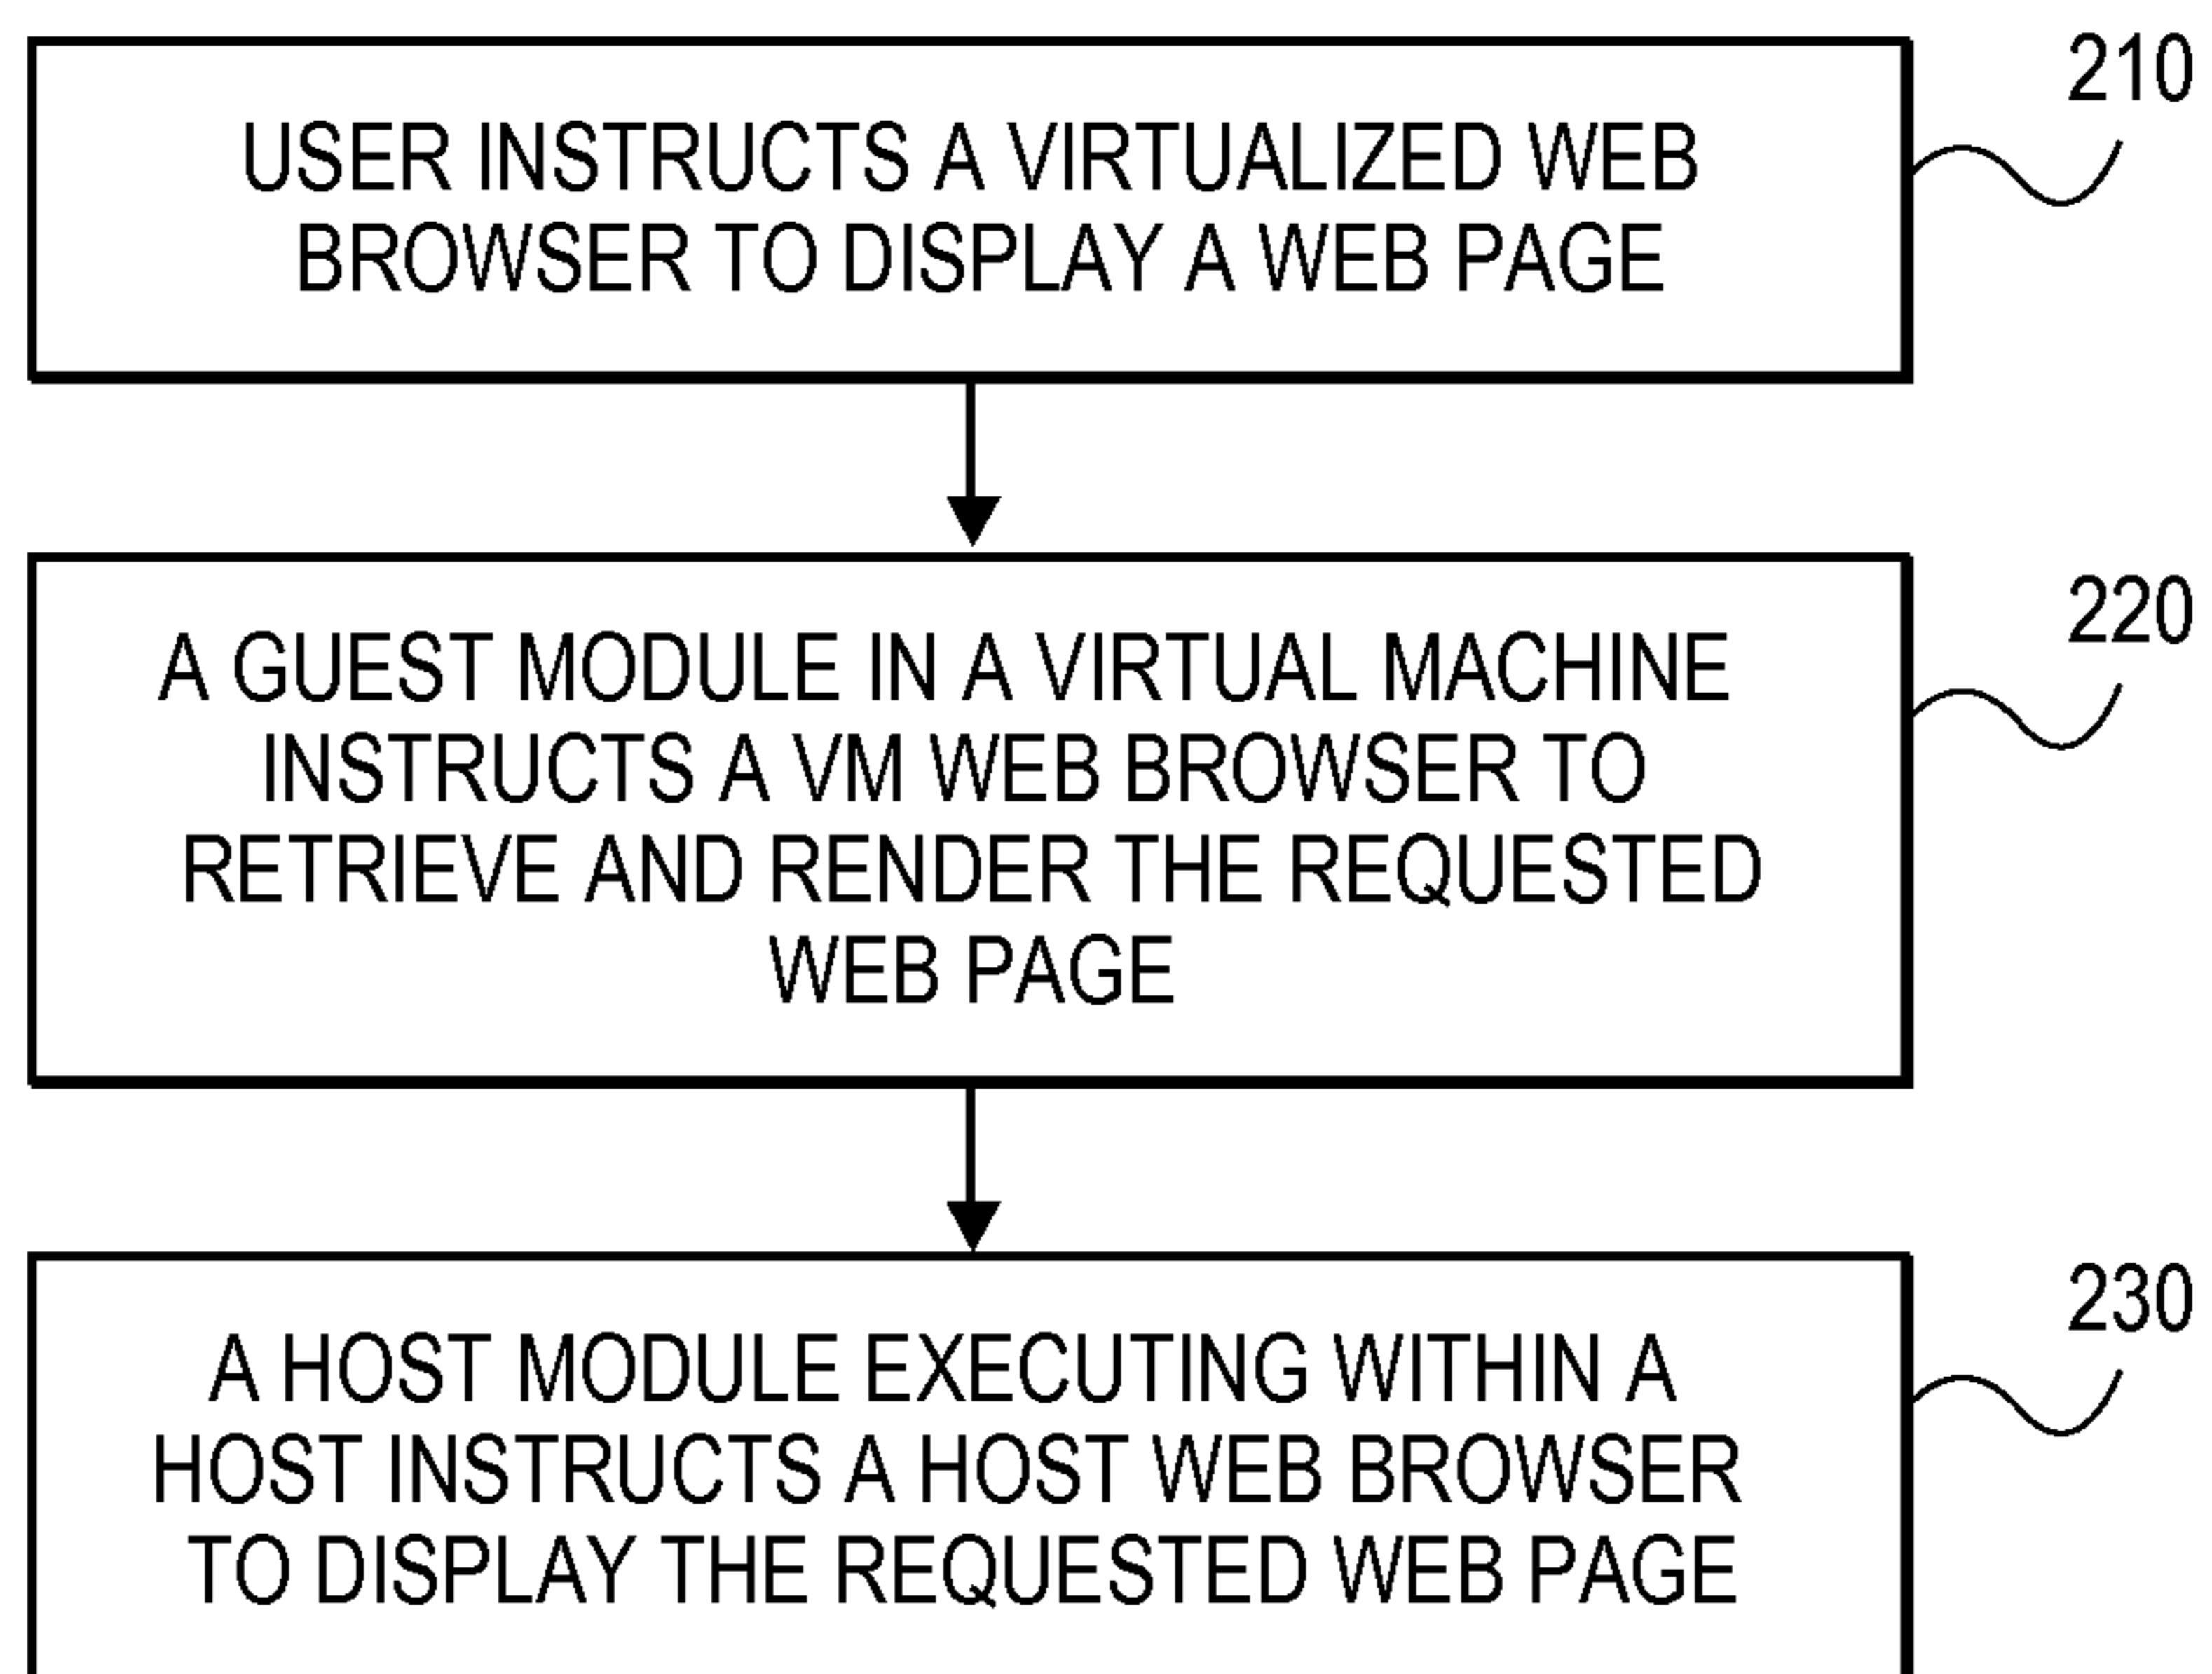 210
USER INSTRUCTS A VIRTUALIZED WEB
BROWSER TO DISPLAY A WEB PAGE
220
A GUEST MODULE IN A VIRTUAL MACHINE
INSTRUCTS A VM WEB BROWSER TO
RETRIEVE AND RENDER THE REQUESTED
WEB PAGE
230
A HOST MODULE EXECUTING WITHIN A
HOST INSTRUCTS A HOST WEB BROWSER
TO DISPLAY THE REQUESTED WEB PAGE